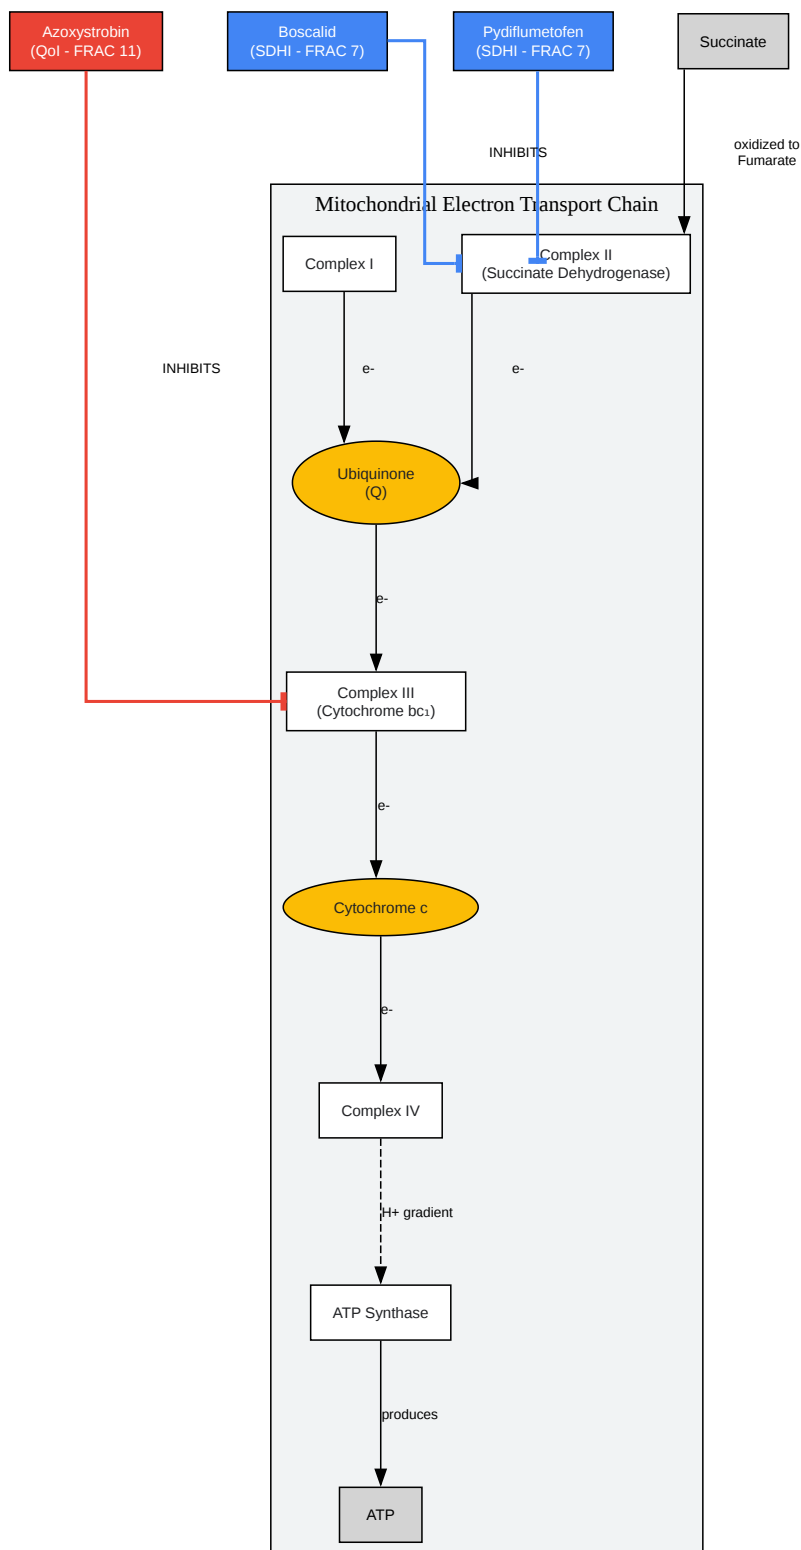 Azoxystrobin
(QoI - FRAC 11)
Boscalid
(SDHI - FRAC 7)
Pydiflumetofen
(SDHI - FRAC 7)
Succinate
INHIBITS
oxidized to
Fumarate
Mitochondrial Electron Transport Chain
Complex I
Complex II
(Succinate Dehydrogenase)
INHIBITS
e-
e-
Ubiquinone
(Q)
e-
Complex III
(Cytochrome bc₁)
e-
Cytochrome c
e-
Complex IV
H+ gradient
ATP Synthase
produces
ATP